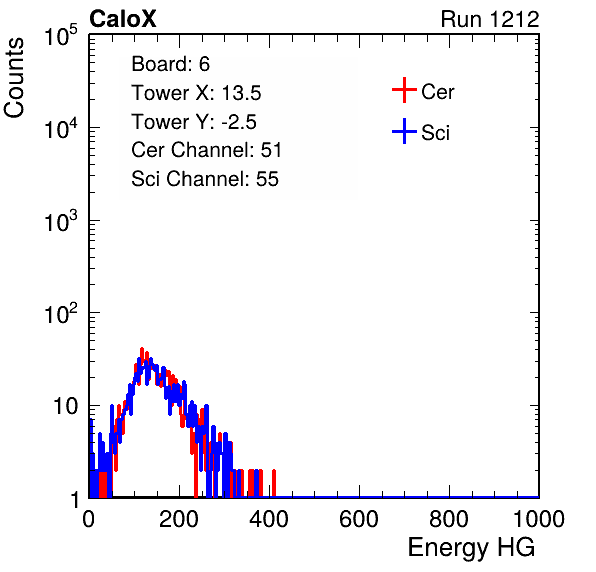 CaloX Run 1212
Counts
10^5
10^4
10^3
10^2
10
1
Board: 6
Tower X: 13.5
Tower Y: -2.5
Cer Channel: 51
Sci Channel: 55
Cer
Sci
0 200 400 600 800 1000
Energy HG